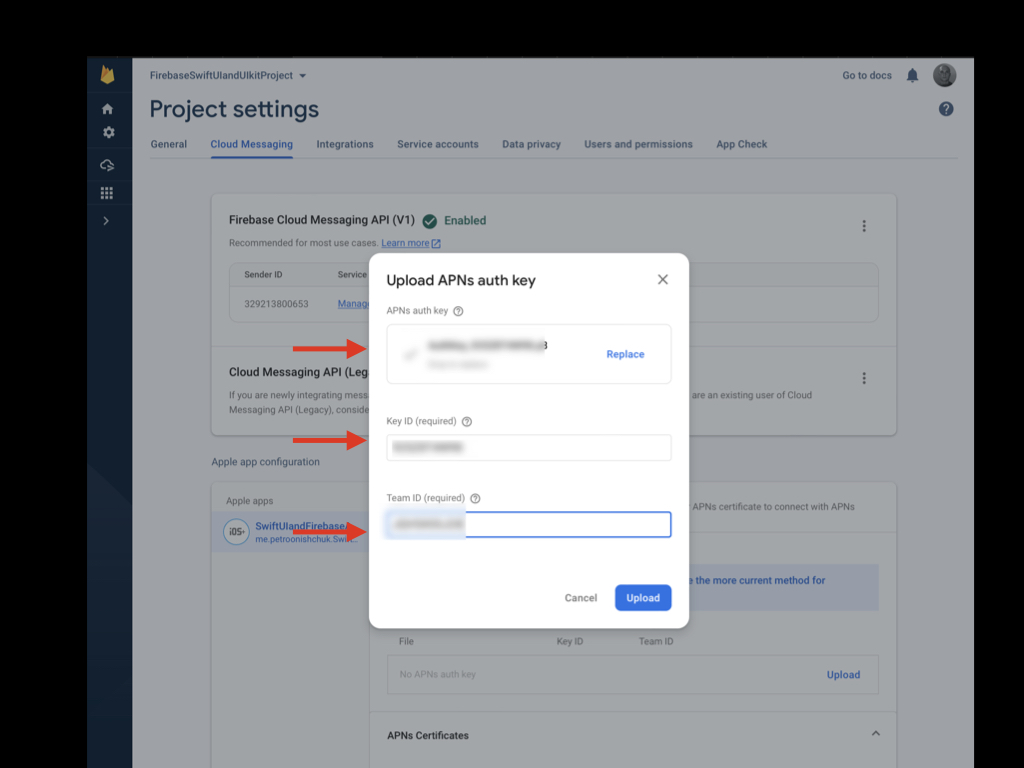 FirebaseSwiftUIandUIkitProject
Go to docs
Project settings
General
Cloud Messaging
Integrations
Service accounts
Data privacy
Users and permissions
App Check
Firebase Cloud Messaging API (V1)
Enabled
Recommended for most use cases. Learn more
Sender ID
Service
329213800653
Manag
Upload APNs auth key
APNs auth key
Replace
Cloud Messaging API (Leg
If you are newly integrating mess
are an existing user of Cloud
Messaging API (Legacy), conside
Key ID (required)
Apple app configuration
Team ID (required)
Apple apps
APNs certificate to connect with APNs
iOS+
SwiftUIandFirebase
me.petroonishchuk.Swift...
the more current method for
Cancel
Upload
File
Key ID
Team ID
No APNs auth key
Upload
APNs Certificates